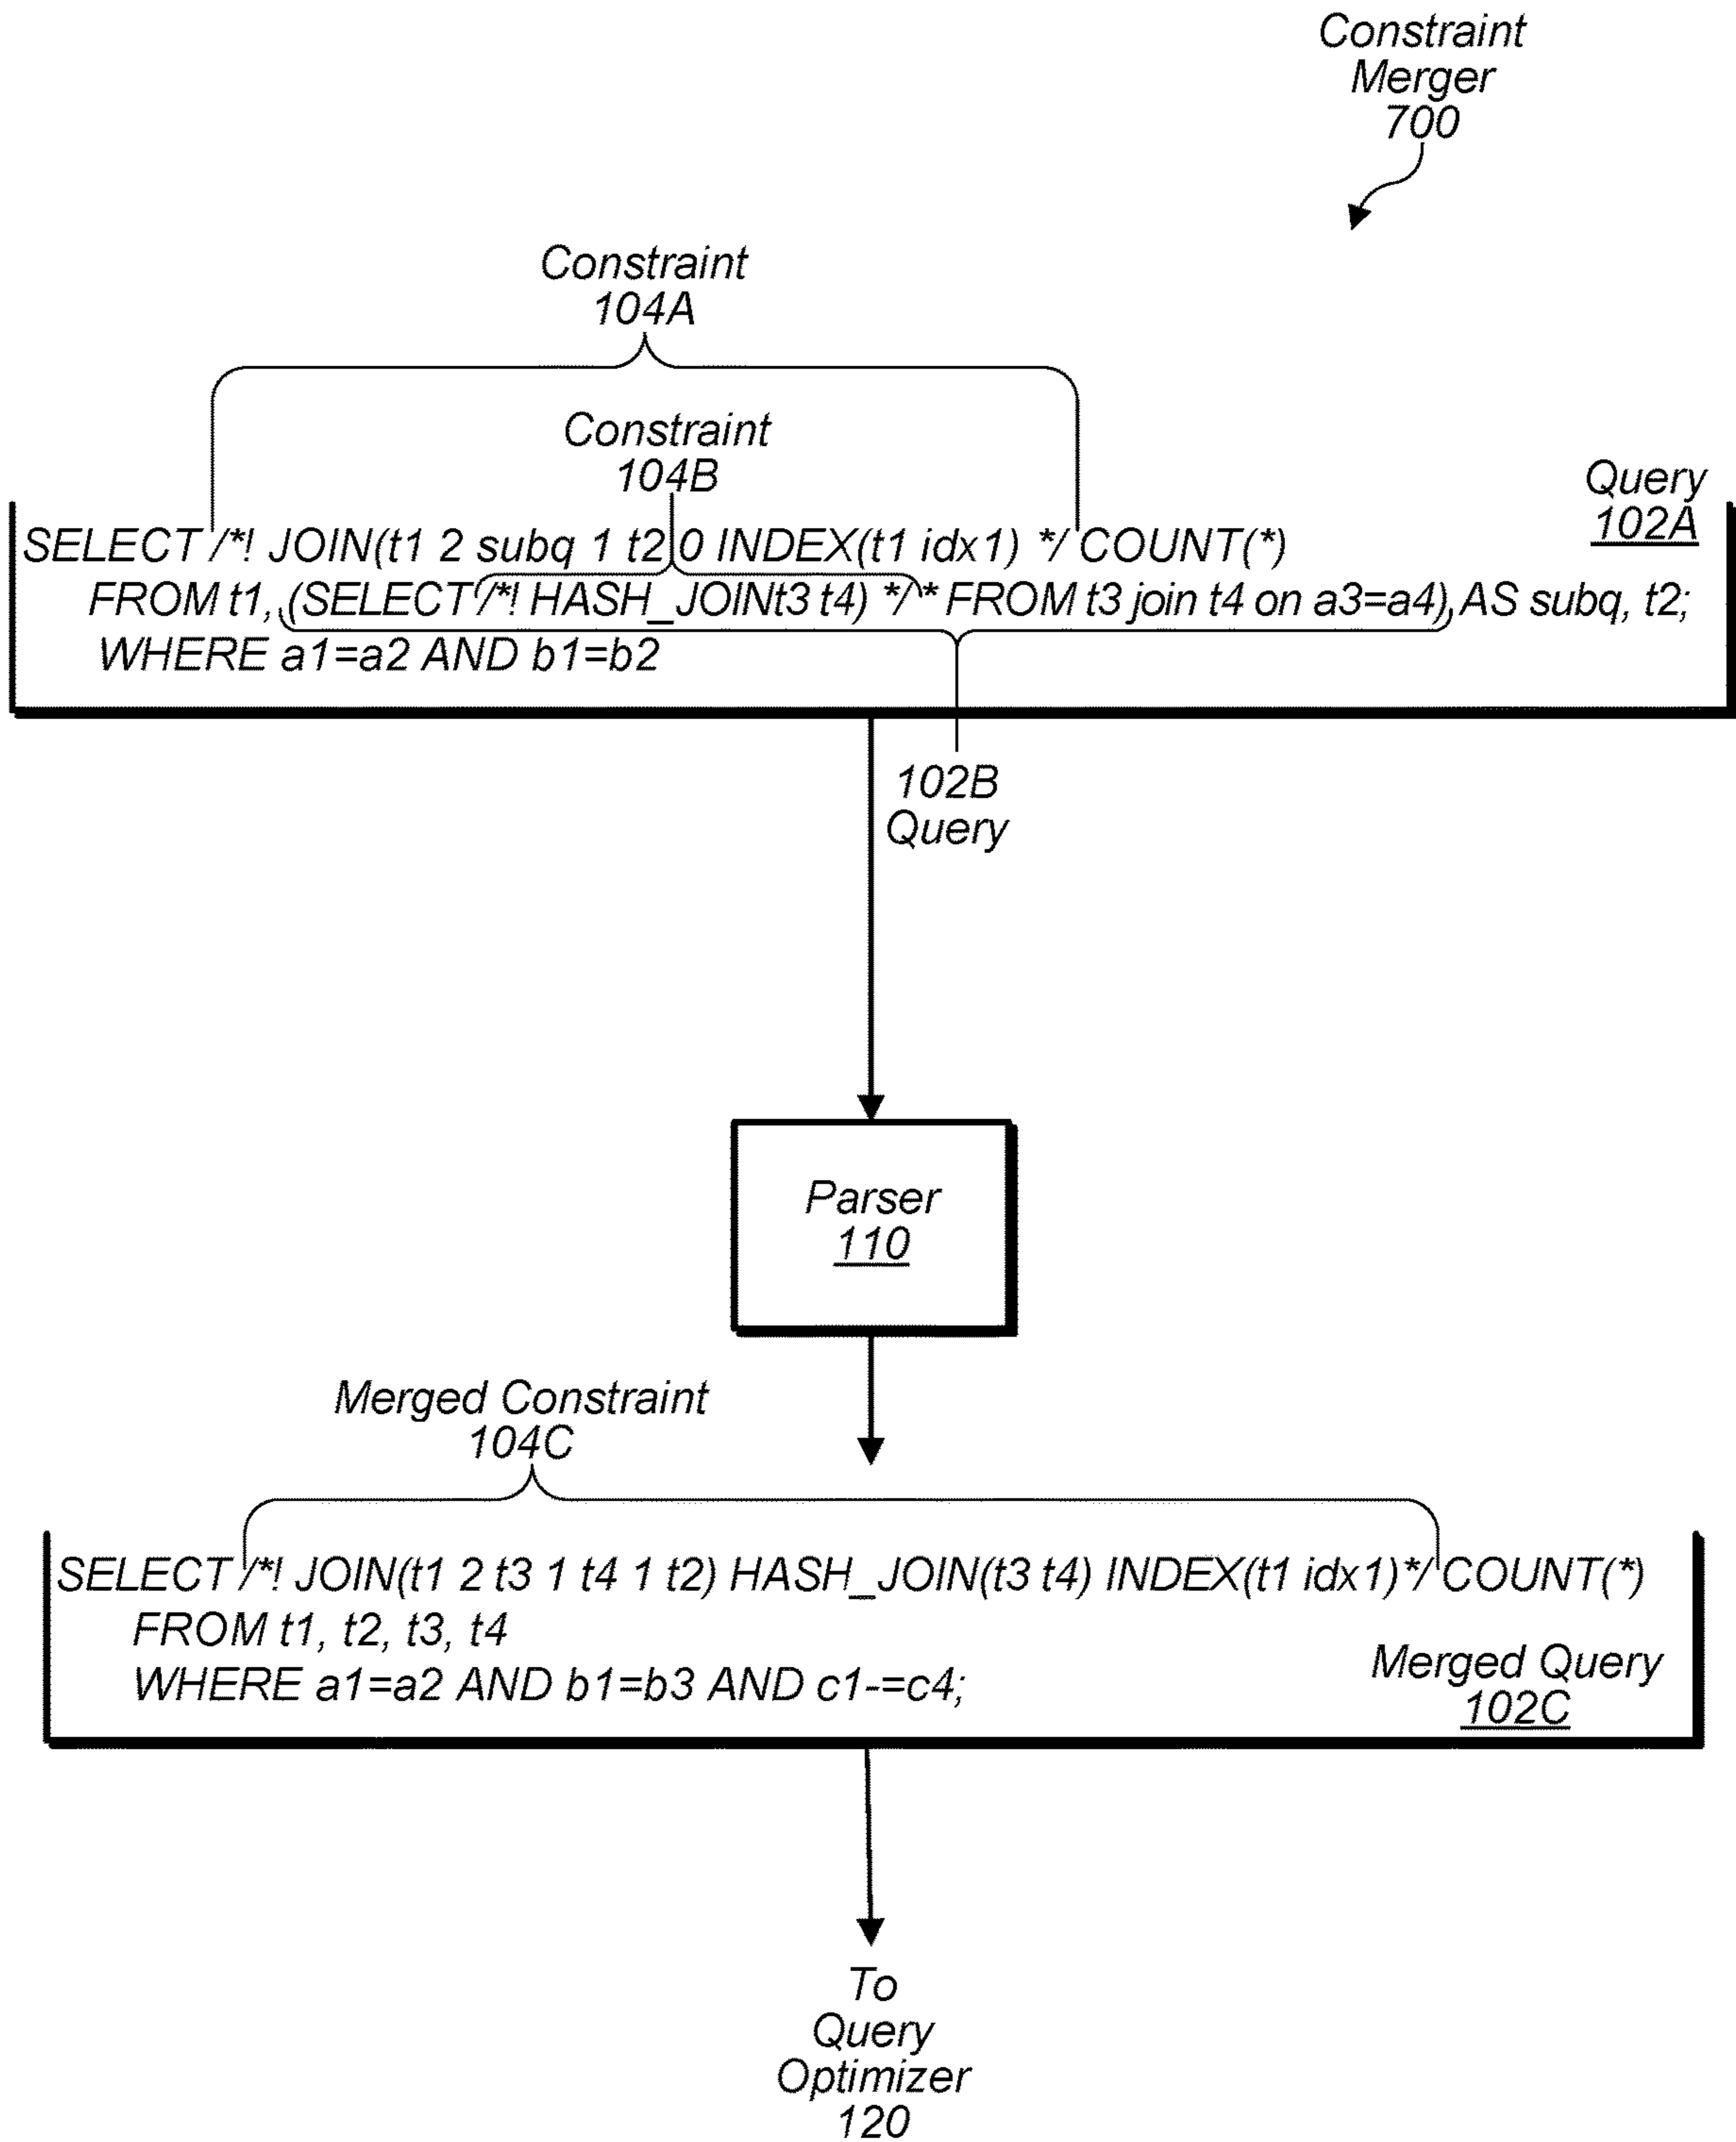 Constraint
Merger
700
Constraint
104A
Constraint
104B
Query
102A
SELECT /*! JOIN(t1 2 subq 1 t2 0 INDEX(t1 idx1) */ COUNT(*)
FROM t1, (SELECT /*! HASH_JOINt3 t4) */ * FROM t3 join t4 on a3=a4) AS subq, t2;
WHERE a1=a2 AND b1=b2
102B
Query
Parser
110
Merged Constraint
104C
SELECT /*! JOIN(t1 2 t3 1 t4 1 t2) HASH_JOIN(t3 t4) INDEX(t1 idx1)*/ COUNT(*)
FROM t1, t2, t3, t4
WHERE a1=a2 AND b1=b3 AND c1-=c4;
Merged Query
102C
To
Query
Optimizer
120